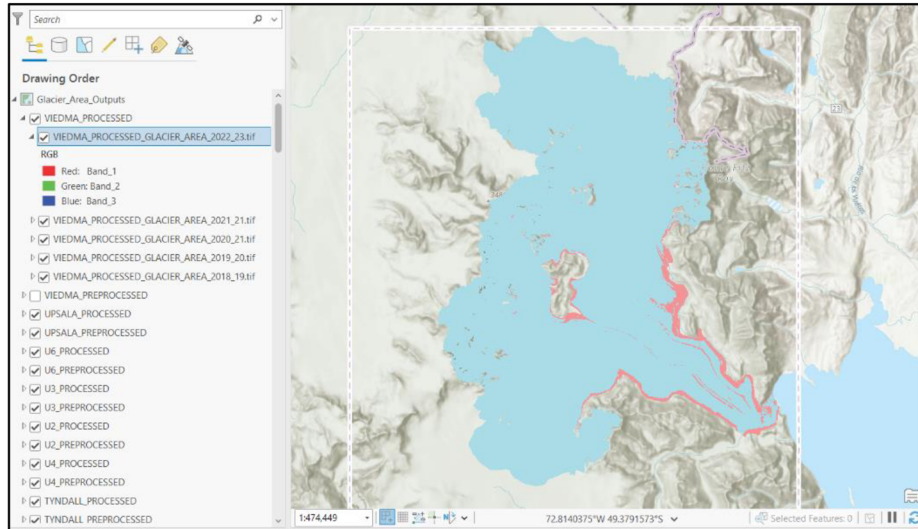 Search
Drawing Order
Glacier_Area_Outputs
VIEDMA_PROCESSED
VIEDMA_PROCESSED_GLACIER_AREA_2022_23.tif
RGB
Red: Band_1
Green: Band_2
Blue: Band_3
VIEDMA_PROCESSED_GLACIER_AREA_2021_21.tif
VIEDMA_PROCESSED_GLACIER_AREA_2020_21.tif
VIEDMA_PROCESSED_GLACIER_AREA_2019_20.tif
VIEDMA_PROCESSED_GLACIER_AREA_2018_19.tif
VIEDMA_PREPROCESSED
UPSALA_PROCESSED
UPSALA_PREPROCESSED
U6_PROCESSED
U6_PREPROCESSED
U3_PROCESSED
U3_PREPROCESSED
U2_PROCESSED
U2_PREPROCESSED
U4_PROCESSED
U4_PREPROCESSED
TYNDALL_PROCESSED
TYNDALL_PREPROCESSED
23
1:474,449
72.8140375°W 49.3791573°S
Selected Features: 0